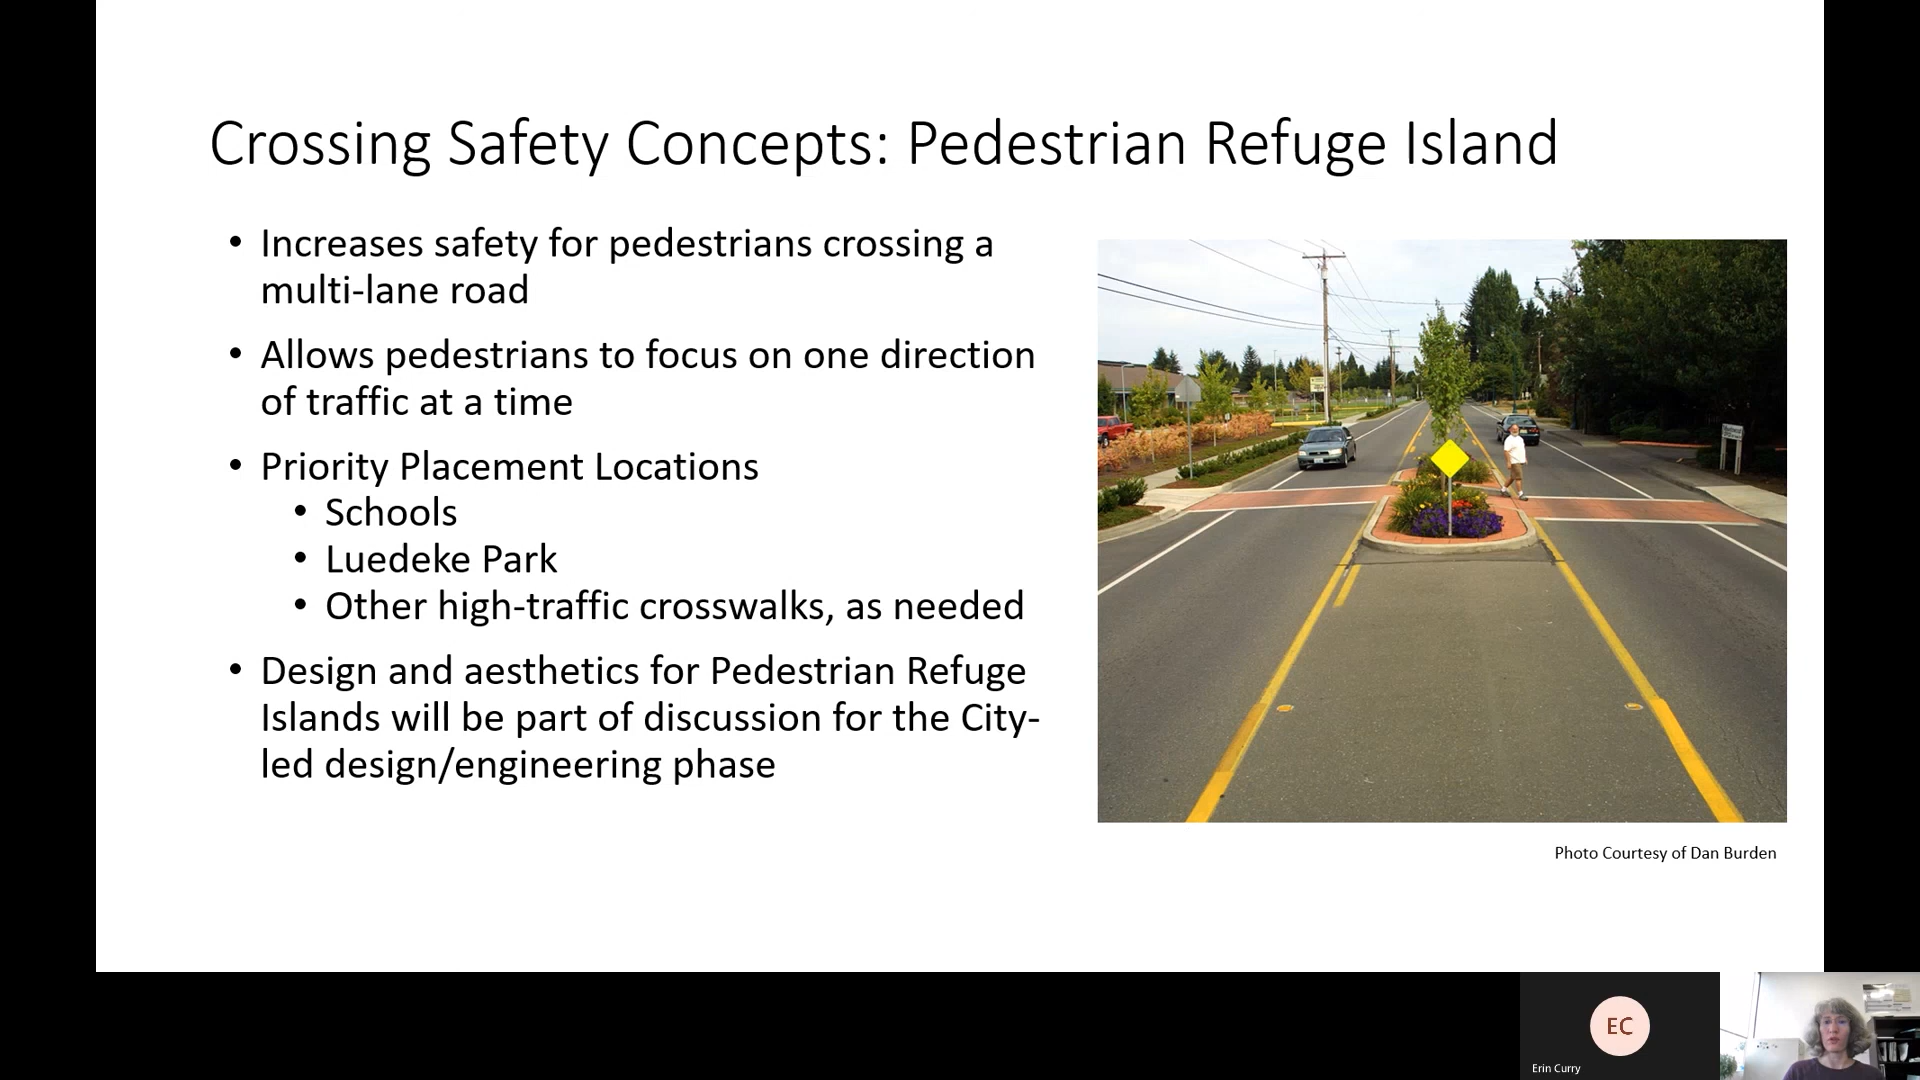 Crossing Safety Concepts: Pedestrian Refuge Island
• Increases safety for pedestrians crossing a
multi-lane road
• Allows pedestrians to focus on one direction
of traffic at a time
• Priority Placement Locations
• Schools
• Luedeke Park
• Other high-traffic crosswalks, as needed
• Design and aesthetics for Pedestrian Refuge
Islands will be part of discussion for the City-
led design/engineering phase
Photo Courtesy of Dan Burden
EC
Erin Curry